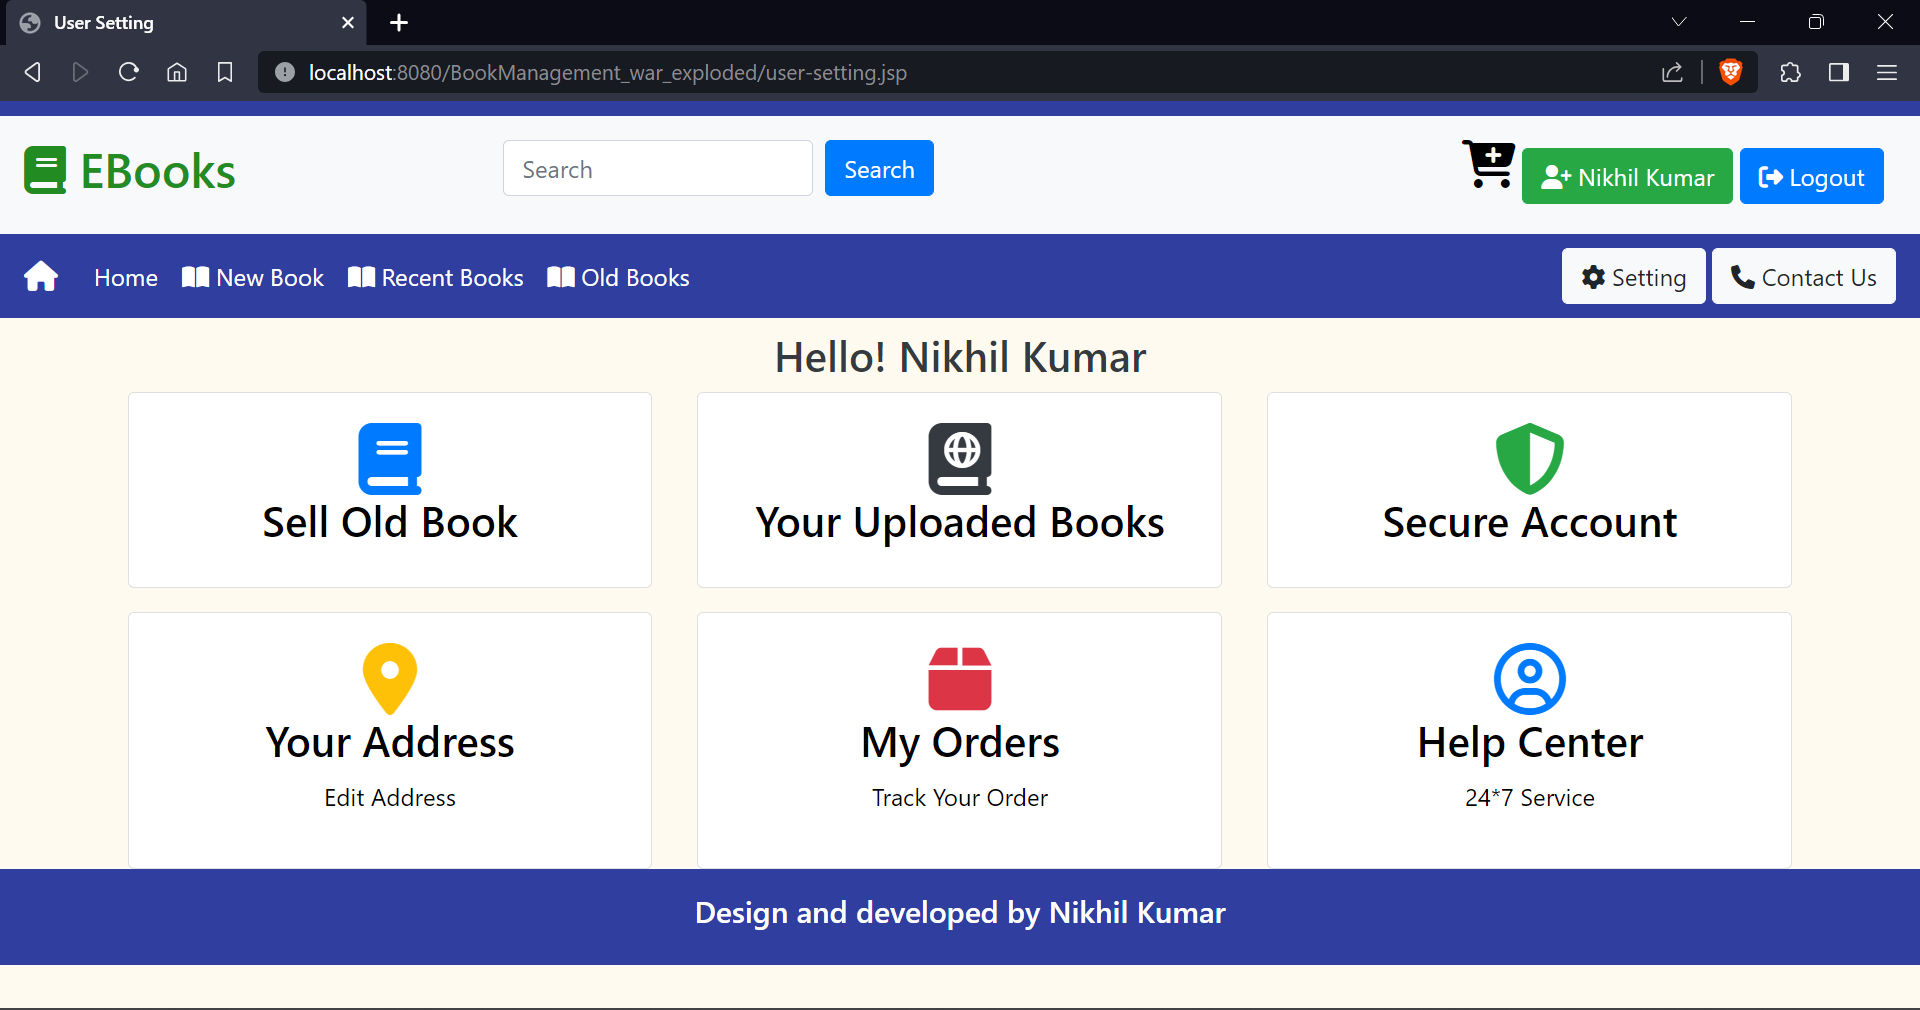 User Setting
localhost:8080/BookManagement_war_exploded/user-setting.jsp
EBooks
Search
Search
Nikhil Kumar
Logout
Home
New Book
Recent Books
Old Books
Setting
Contact Us
Hello! Nikhil Kumar
Sell Old Book
Your Uploaded Books
Secure Account
Your Address
Edit Address
My Orders
Track Your Order
Help Center
24*7 Service
Design and developed by Nikhil Kumar